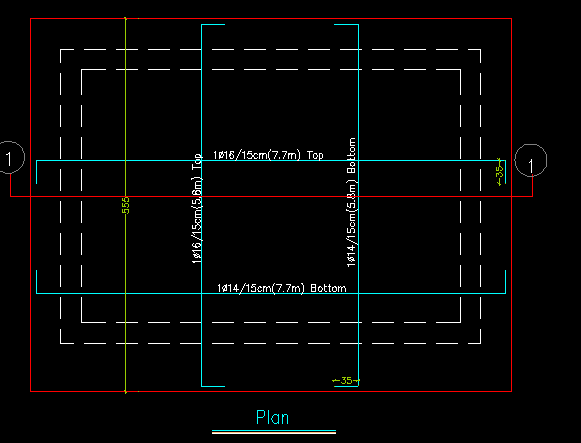 1Ø16/15cm(7.7m) Top
1
1
1Ø16/15cm(5.8m) Top
1Ø14/15cm(5.8m) Bottom
35
555
1Ø14/15cm(7.7m) Bottom
35
Plan